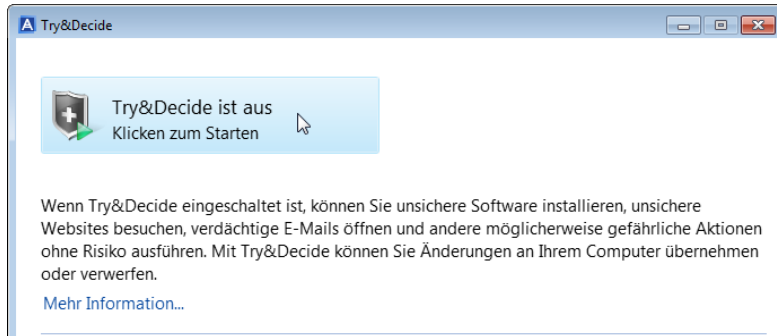 Try&Decide
Try&Decide ist aus
Klicken zum Starten
Wenn Try&Decide eingeschaltet ist, können Sie unsichere Software installieren, unsichere
Websites besuchen, verdächtige E-Mails öffnen und andere möglicherweise gefährliche Aktionen
ohne Risiko ausführen. Mit Try&Decide können Sie Änderungen an Ihrem Computer übernehmen
oder verwerfen.
Mehr Information...